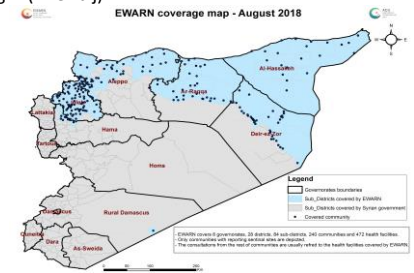 EWARN coverage map - August 2018
Al-Hassakeh
Aleppo
Ar-Raqqa
Idleb
Lattakia
Hama
Deir-ez-Zor
Tartous
Homs
Legend
Governorates boundaries
Sub_Districts covered by EWARN
Sub_Districts covered by Syrian government
Covered community
Damascus
Rural Damascus
Quneitra
Dara
As-Sweida
- EWARN covers 6 governorates, 20 districts, 84 sub-districts, 240 communities and 472 health facilities.
- Only communities with reporting sentinel sites are depicted.
- The consultations from the rest of communities are usually refred to the health facilities covered by EWARN.